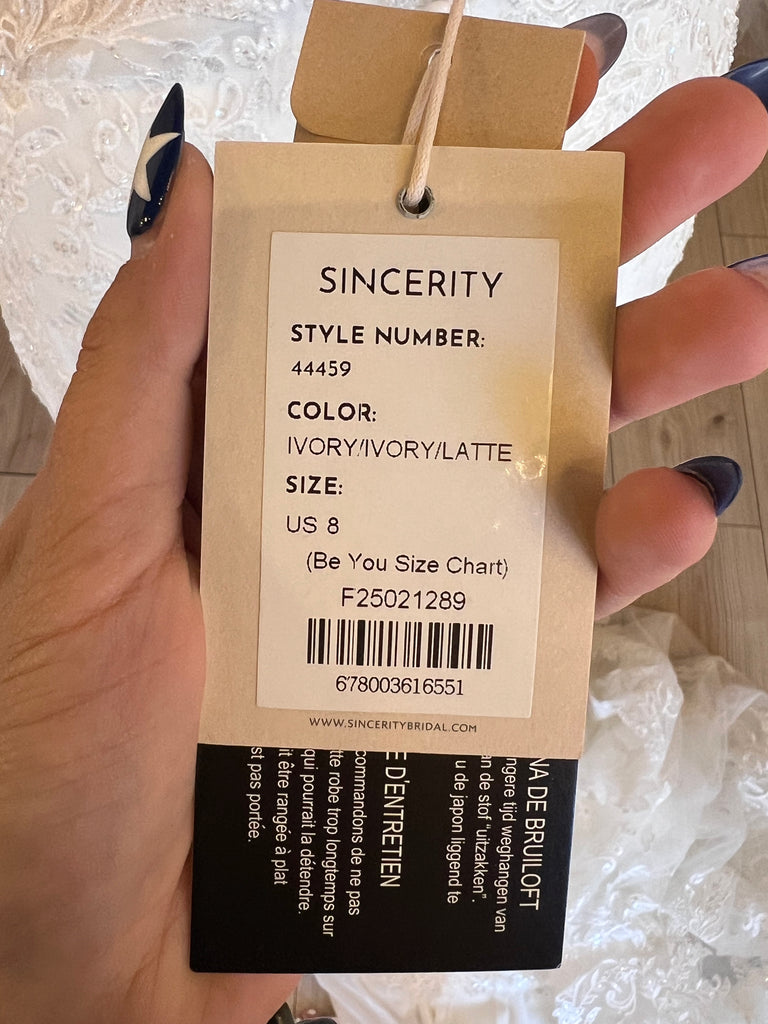 SINCERITY
STYLE NUMBER:
44459
COLOR:
IVORY/IVORY/LATTE
SIZE:
US 8
(Be You Size Chart)
F25021289
678003616551
WWW.SINCERITYBRIDAL.COM
NA DE BRUILOFT
ngere tijd weghangen van
an de stof “uitzakken”.
u de japon liggend te
E D'ENTRETIEN
commandons de ne pas
tte robe trop longtemps sur
qui pourrait la détendre.
it être rangée à plat
st pas portée.